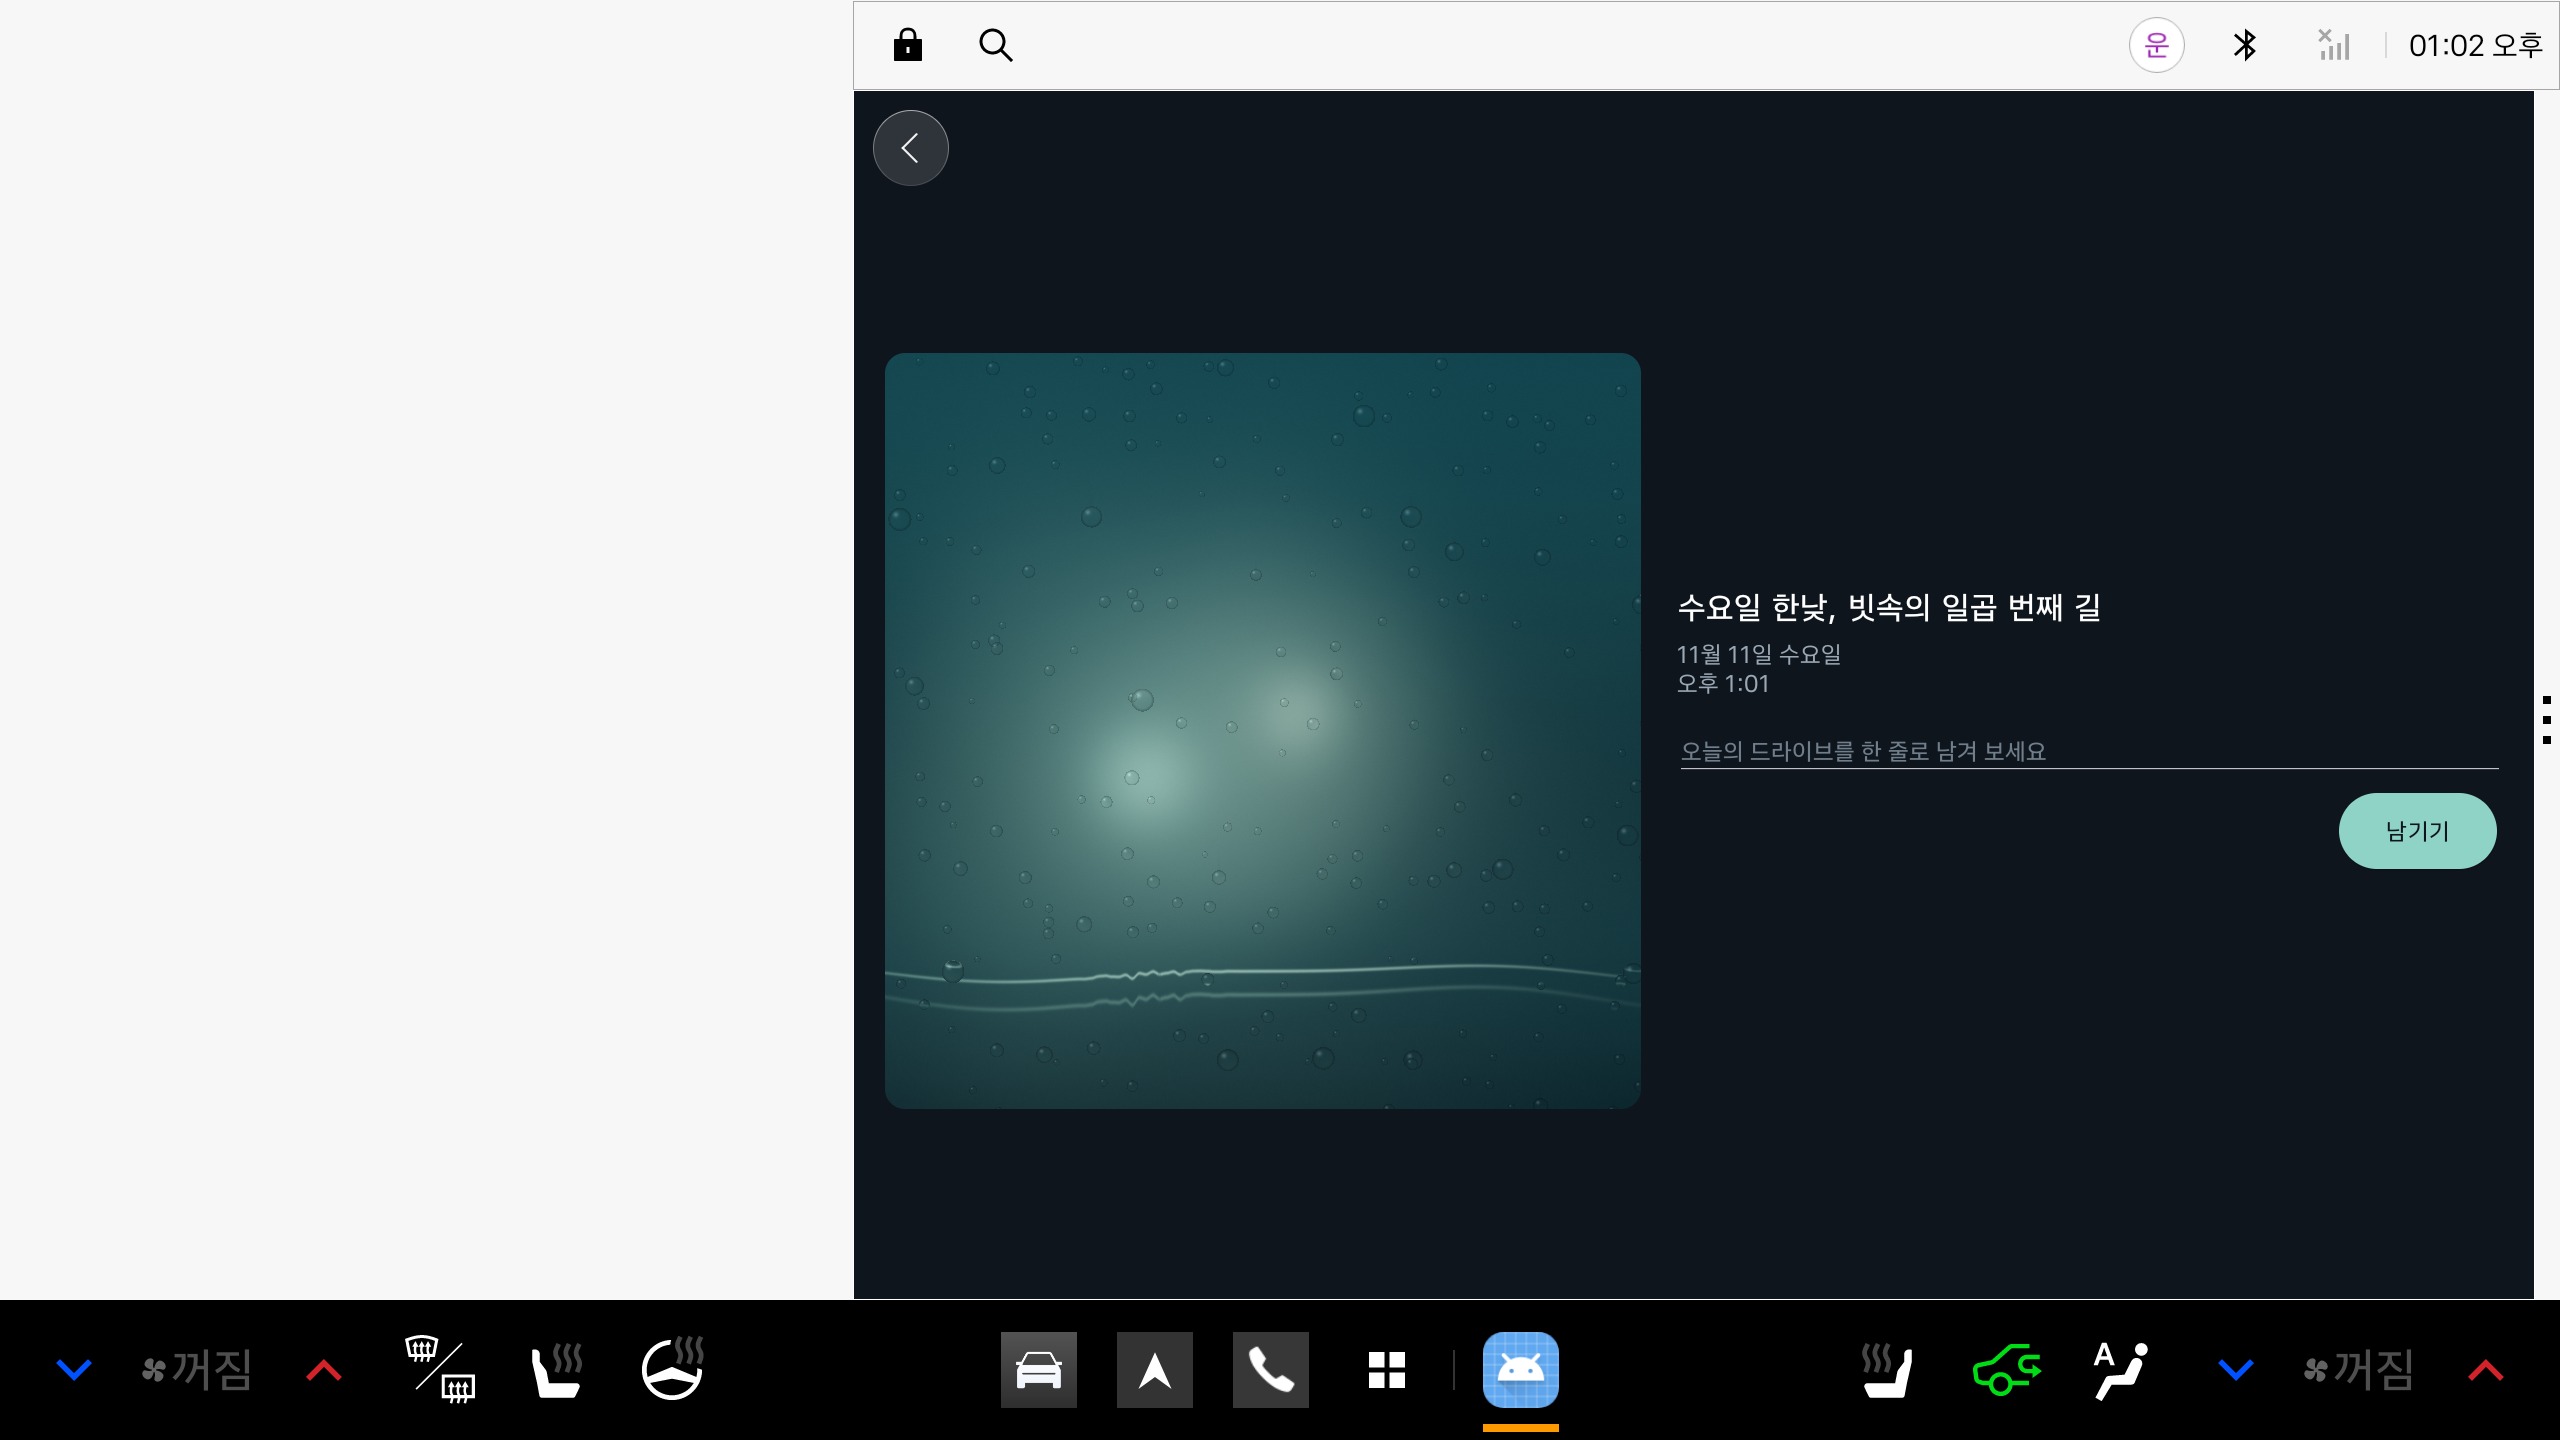 운
01:02 오후
수요일 한낮, 빗속의 일곱 번째 길
11월 11일 수요일
오후 1:01
오늘의 드라이브를 한 줄로 남겨 보세요
남기기
꺼짐
A
꺼짐